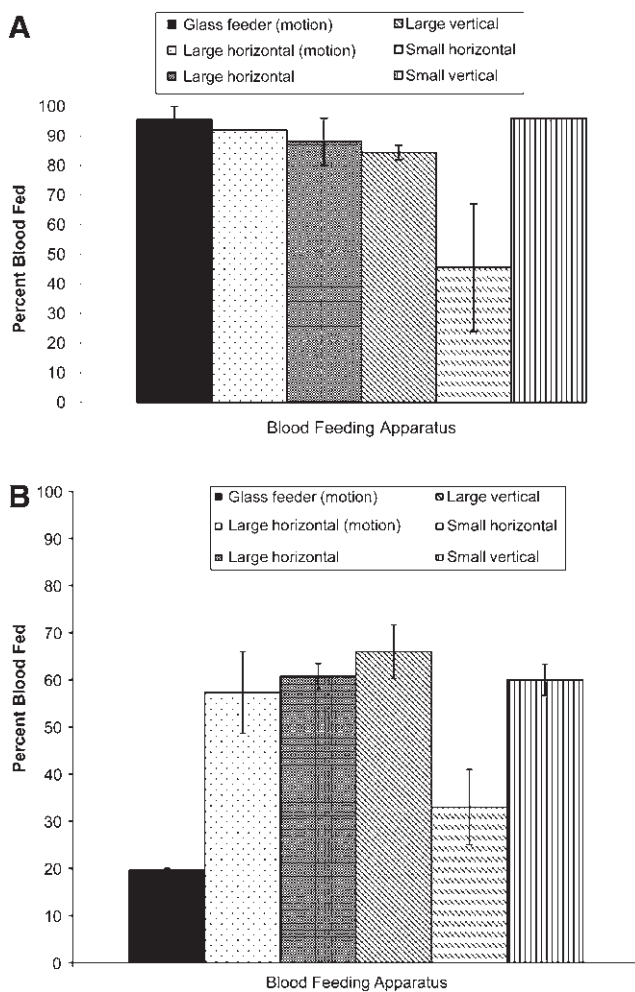 A
Glass feeder (motion)
Large vertical
Large horizontal (motion)
Small horizontal
Large horizontal
Small vertical
100
90
80
70
60
50
40
30
20
10
0
Percent Blood Fed
Blood Feeding Apparatus
B
Glass feeder (motion)
Large vertical
Large horizontal (motion)
Small horizontal
Large horizontal
Small vertical
100
90
80
70
60
50
40
30
20
10
0
Percent Blood Fed
Blood Feeding Apparatus